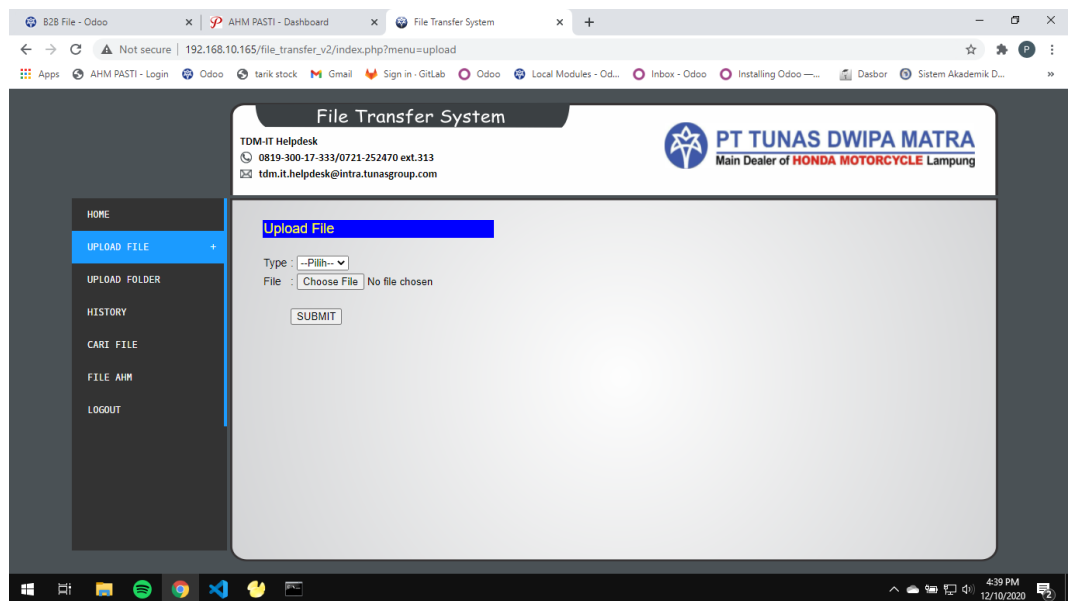 B2B File - Odoo
AHM PASTI - Dashboard
File Transfer System
Not secure | 192.168.10.165/file_transfer_v2/index.php?menu=upload
P
Apps AHM PASTI - Login Odoo tarik stock Gmail Sign in · GitLab Odoo Local Modules - Od... Inbox - Odoo Installing Odoo —... Dasbor Sistem Akademik D... »
File Transfer System
TDM-IT Helpdesk
0819-300-17-333/0721-252470 ext.313
tdm.it.helpdesk@intra.tunasgroup.com
PT TUNAS DWIPA MATRA
Main Dealer of HONDA MOTORCYCLE Lampung
HOME
UPLOAD FILE +
UPLOAD FOLDER
HISTORY
CARI FILE
FILE AHM
LOGOUT
Upload File
Type : --Pilih--
File : Choose File No file chosen
SUBMIT
4:39 PM
12/10/2020
2